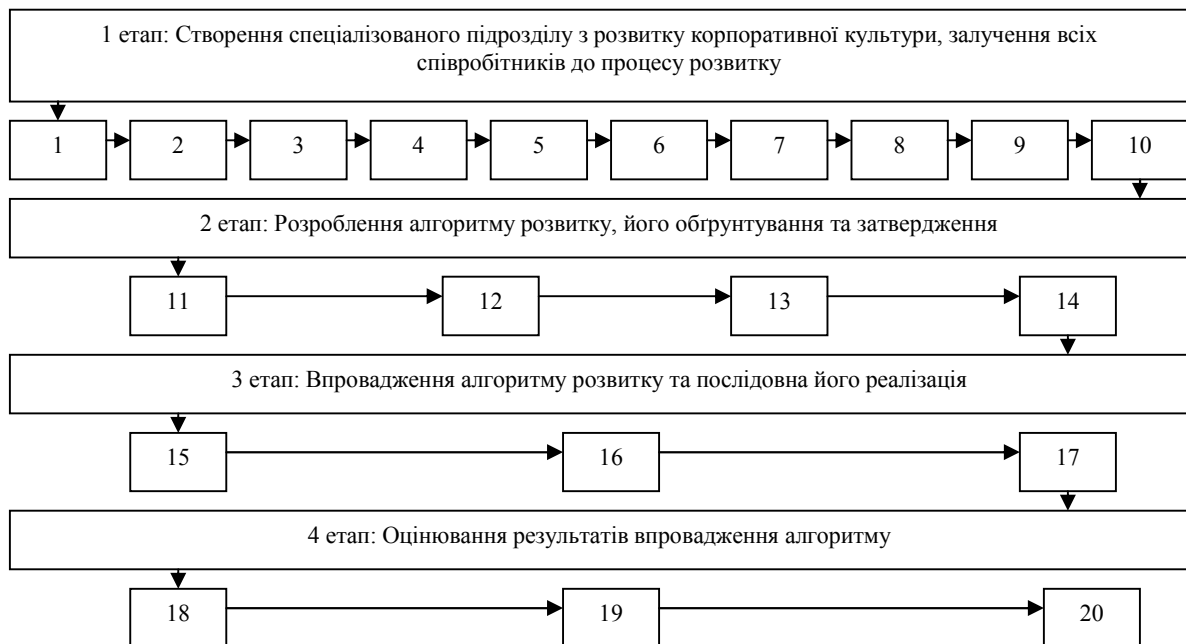 1 етап: Створення спеціалізованого підрозділу з розвитку корпоративної культури, залучення всіх
співробітників до процесу розвитку
1 2 3 4 5 6 7 8 9 10
2 етап: Розроблення алгоритму розвитку, його обґрунтування та затвердження
11 12 13 14
3 етап: Впровадження алгоритму розвитку та послідовна його реалізація
15 16 17
4 етап: Оцінювання результатів впровадження алгоритму
18 19 20